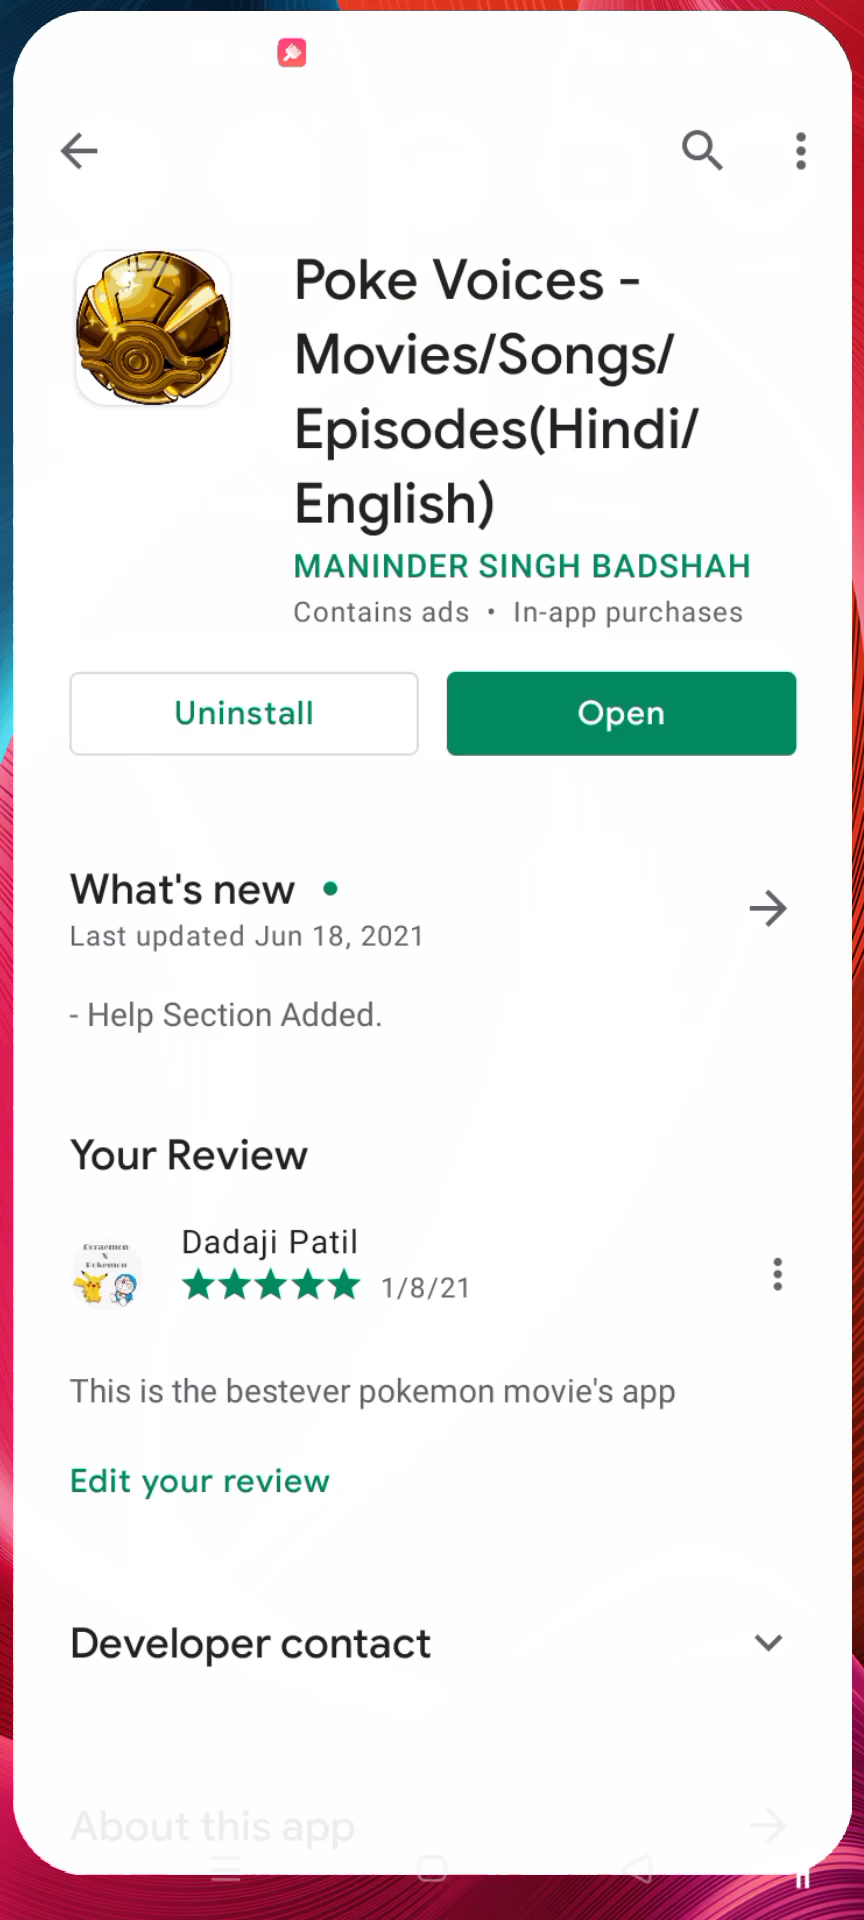 Poke Voices -
Movies/Songs/
Episodes(Hindi/
English)
MANINDER SINGH BADSHAH
Contains ads • In-app purchases
Uninstall
Open
What's new
Last updated Jun 18, 2021
- Help Section Added.
Your Review
Doraemon
X
Pokemon
Dadaji Patil
1/8/21
This is the bestever pokemon movie's app
Edit your review
Developer contact
About this app